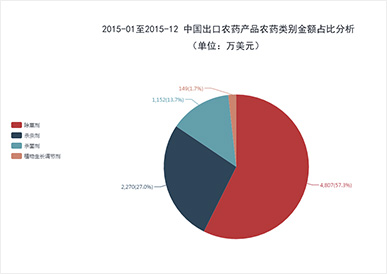 2015-01至2015-12 中国出口农药产品农药类别金额占比分析
（单位：万美元）
149(1.7%)
1,152(13.7%)
除草剂
杀虫剂
杀菌剂
植物生长调节剂
2,270(27.0%)
4,807(57.3%)